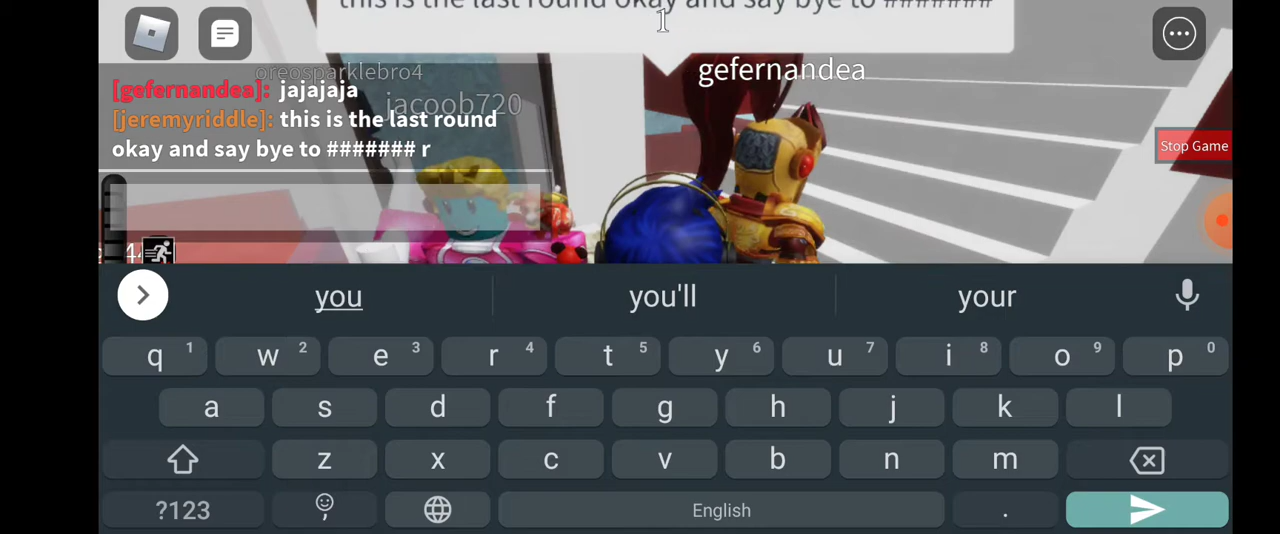 this is the last round okay and say bye to #######
1
oreosparklebro4
gefernandea
[gefernandea]: jajajaja
jacoob720
[jeremyriddle]: this is the last round
okay and say bye to ####### r
Stop Game
you you'll your
q 1 w 2 e 3 r 4 t 5 y 6 u 7 i 8 o 9 p 0
a s d f g h j k l
z x c v b n m
?123 , English .